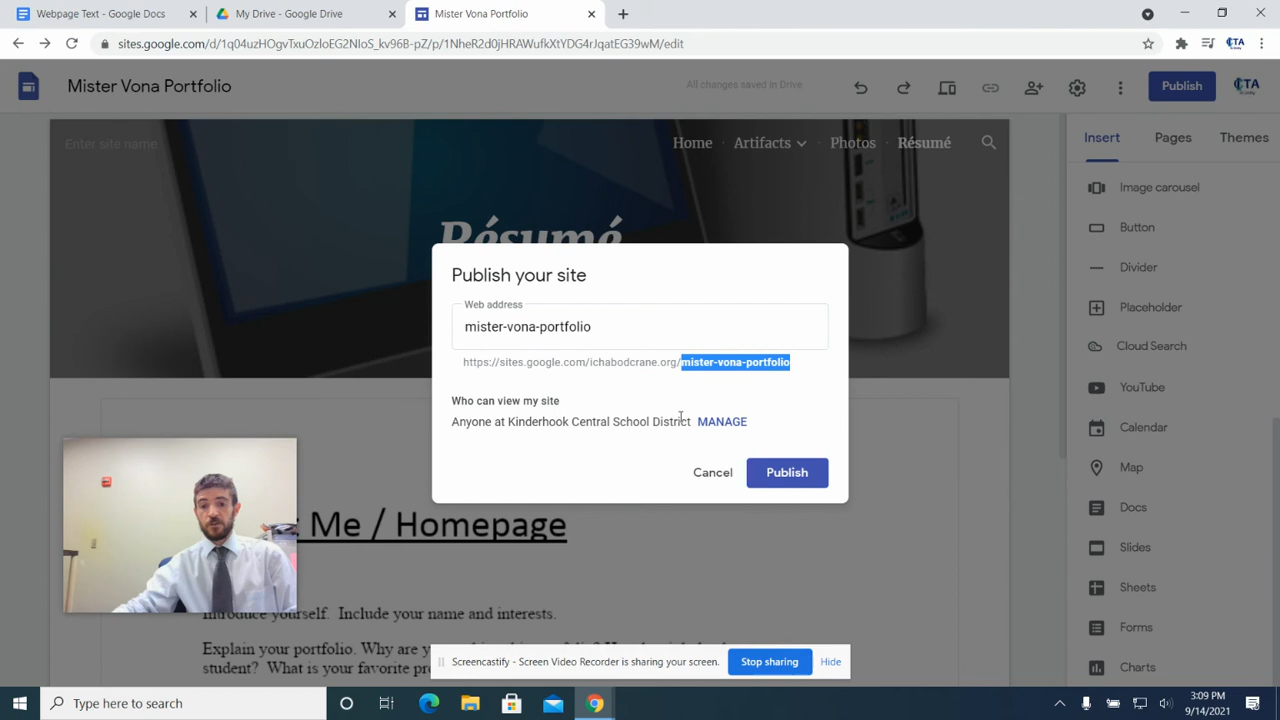 Webpage Text - Google Docs
My Drive - Google Drive
Mister Vona Portfolio
sites.google.com/d/1q04uzHOgvTxuOzloEG2NIoS_kv96B-pZ/p/1NheR2d0jHRAWufkXtYDG4rJqatEG39wM/edit
Mister Vona Portfolio
All changes saved in Drive
Publish
Enter site name
Home
Artifacts
Photos
Résumé
Insert
Pages
Themes
Image carousel
Button
Divider
Placeholder
Cloud Search
YouTube
Calendar
Map
Docs
Slides
Sheets
Forms
Charts
Résumé
Publish your site
Web address
mister-vona-portfolio
https://sites.google.com/ichabodcrane.org/mister-vona-portfolio
Who can view my site
Anyone at Kinderhook Central School District MANAGE
Cancel
Publish
Me / Homepage
Introduce yourself. Include your name and interests.
Explain your portfolio. Why are you
student? What is your favorite
Screencastify - Screen Video Recorder is sharing your screen.
Stop sharing
Hide
Type here to search
3:09 PM
9/14/2021